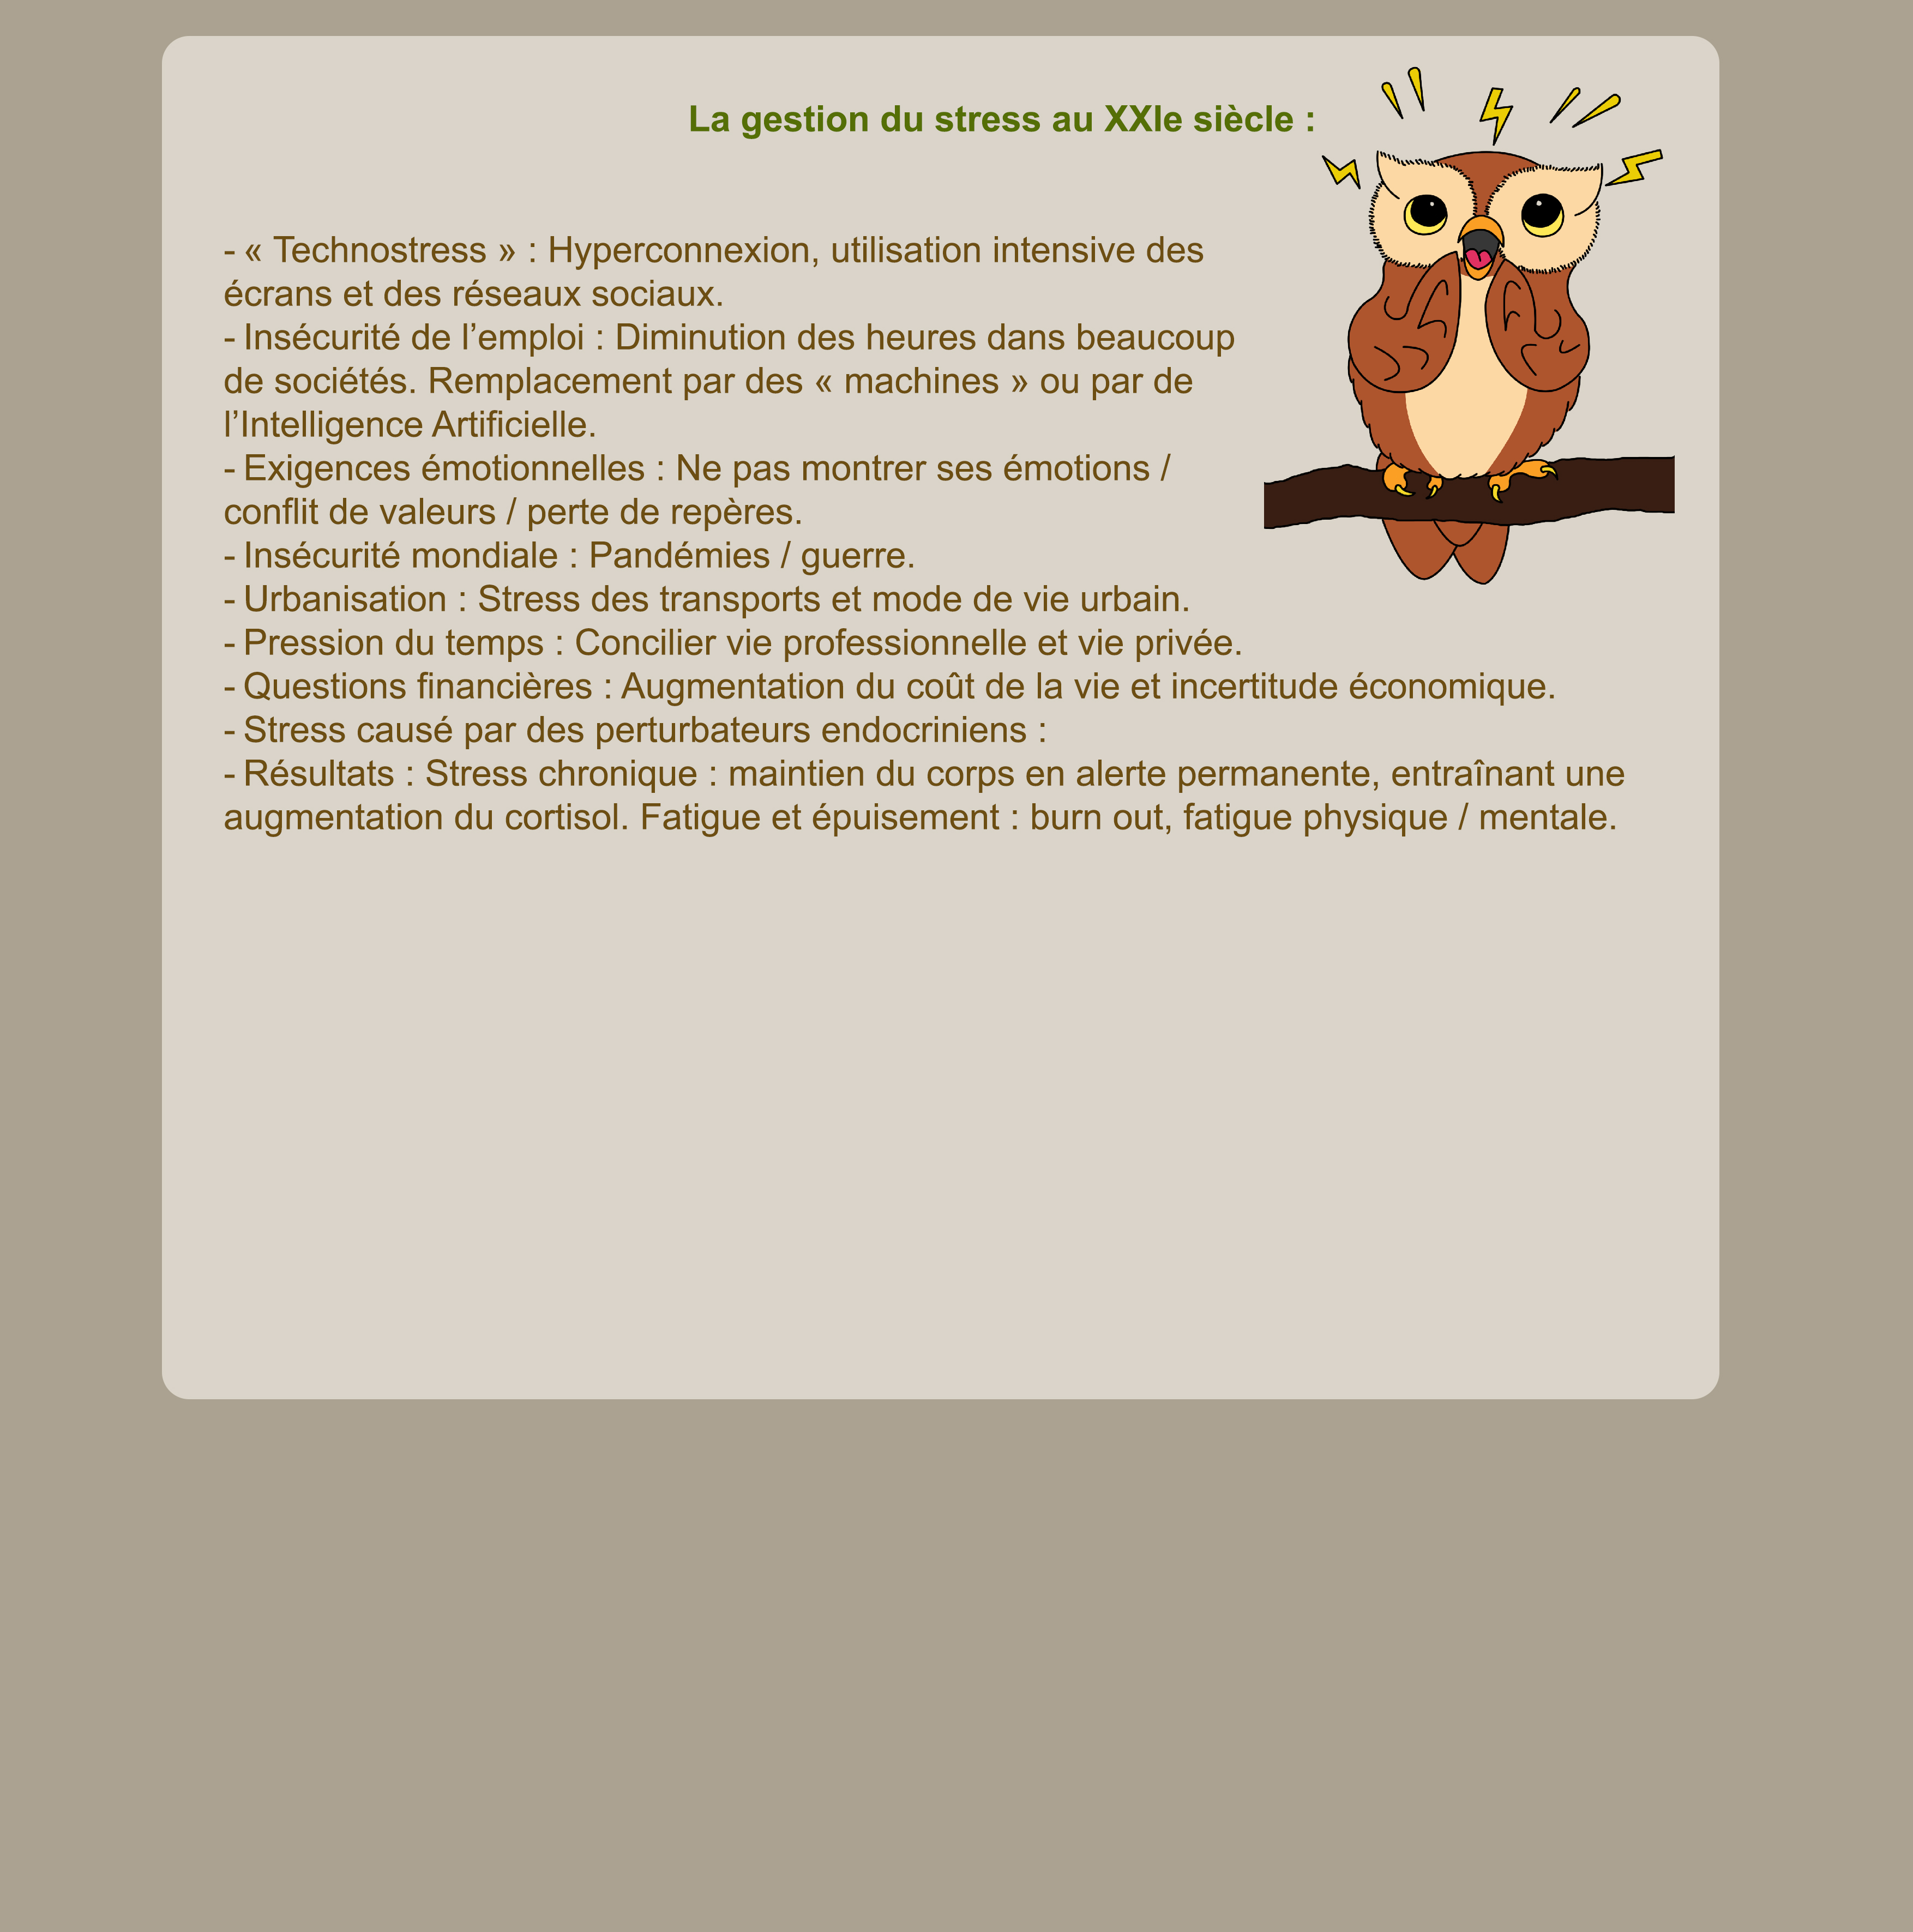 La gestion du stress au XXIe siècle :
- « Technostress » : Hyperconnexion, utilisation intensive des
écrans et des réseaux sociaux.
- Insécurité de l’emploi : Diminution des heures dans beaucoup
de sociétés. Remplacement par des « machines » ou par de
l’Intelligence Artificielle.
- Exigences émotionnelles : Ne pas montrer ses émotions /
conflit de valeurs / perte de repères.
- Insécurité mondiale : Pandémies / guerre.
- Urbanisation : Stress des transports et mode de vie urbain.
- Pression du temps : Concilier vie professionnelle et vie privée.
- Questions financières : Augmentation du coût de la vie et incertitude économique.
- Stress causé par des perturbateurs endocriniens :
- Résultats : Stress chronique : maintien du corps en alerte permanente, entraînant une
augmentation du cortisol. Fatigue et épuisement : burn out, fatigue physique / mentale.